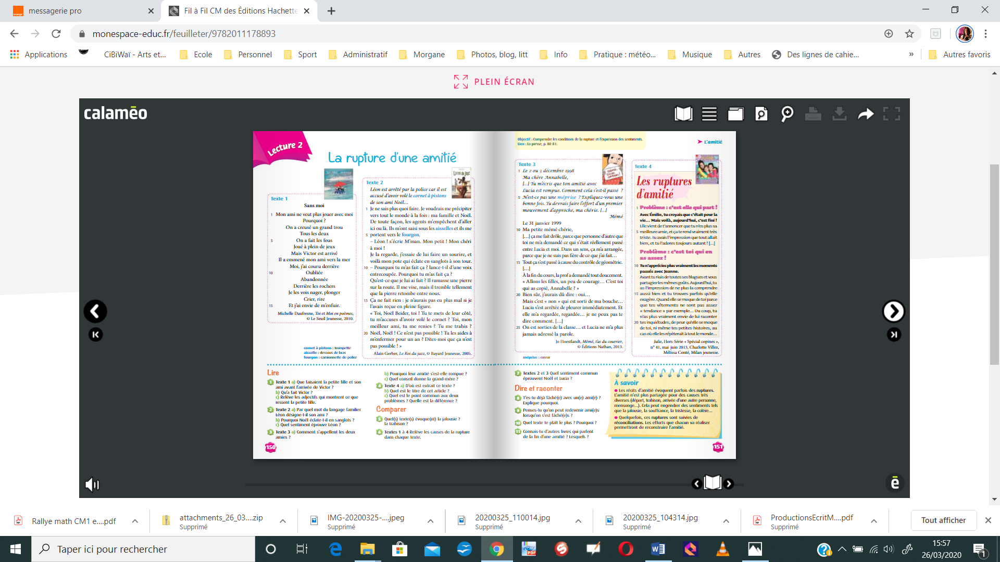 messagerie pro
Fil à Fil CM des Éditions Hachette
monespace-educ.fr/feuilleter/9782011178893
Applications
CiBiWaï - Arts et...
Ecole
Personnel
Sport
Administratif
Morgane
Photos, blog, litt
Info
Pratique : météo...
Musique
Autres
Des lignes de cahie...
»
Autres favoris
PLEIN ÉCRAN
calaméo
Lecture 2
La rupture d'une amitié
Texte 1
Sans moi
1 Mon ami ne veut plus jouer avec moi
Pourquoi ?
On a creusé un grand trou
Tous les deux
5 On a fait les fous
Joué à plein de jeux
Mais Victor est arrivé
Il a emmené mon ami vers la mer
Moi, j'ai couru derrière
10 Oubliée
Abandonnée
Derrière les rochers
Je les vois nager, plonger
Crier, rire
15 Et j'ai envie de m'enfuir.
Michelle Daufresne, Toi et Moi en poèmes,
© Le Seuil Jeunesse, 2010.
cornet à pistons : trompette
aisselle : dessous de bras
fourgon : camionnette de police
Texte 2
Léon est arrêté par la police car il est
accusé d'avoir volé le cornet à pistons
de son ami Noël...
1 Je ne sais plus quoi faire. Je voudrais me précipiter
vers tout le monde à la fois : ma famille et Noël.
De toute façon, les agents m'empêchent d'aller
ici ou là. Ils m'ont saisi sous les aisselles et ils me
5 portent vers le fourgon.
– Léon ! s'écrie M'man. Mon petit ! Mon chéri
à moi !
Je la regarde, j'essaie de lui faire un sourire, et
voilà mon pote qui éclate en sanglots à son tour.
10 – Pourquoi tu m'as fait ça ? lance-t-il d'une voix
entrecoupée. Pourquoi tu m'as fait ça ?
Qu'est-ce que je lui ai fait ? Il ramasse une pierre
sur la route. Il me vise, mais il tremble tellement
que la pierre retombe entre nous.
15 Ça ne fait rien : je n'aurais pas eu plus mal si je
l'avais reçue en pleine figure.
« Toi, Noël Beider, toi ! Tu te mets de leur côté,
tu m'accuses d'avoir volé le cornet ? Toi, mon
meilleur ami, tu me renies ? Tu me trahis ?
20 Noël, Noël ! Ce n'est pas possible ! Tu les aides à
m'enfermer pour un an ? Dites-moi que ça n'est
pas possible ! »
Alain Gerber, Le Roi du jazz, © Bayard Jeunesse, 2005.
Objectif : Comprendre les conditions de la rupture et l'expression des sentiments.
Lien : La presse, p. 80-81.
L'amitié
Texte 3
1 Le 2 ou 3 décembre 1998
Ma chère Annabelle,
[...] Tu m'écris que ton amitié avec
Lucia est rompue. Comment cela s'est-il passé ?
5 N'est-ce pas une méprise ? Expliquez-vous une
bonne fois. Tu devrais faire l'effort d'un premier
mouvement d'approche, ma chérie. [...]
Mémé
Le 31 janvier 1999
10 Ma petite mémé chérie,
[...] ça me fait drôle, parce que personne d'autre que
toi ne m'a demandé ce qui s'était réellement passé
entre Lucia et moi. Dans un sens, ça m'a arrangée,
parce que je ne suis pas fière de ce que j'ai fait...
15 Tout ça s'est passé à cause du contrôle de géométrie.
[...]
À la fin du cours, la prof a demandé tout doucement.
« Allons les filles, un peu de courage... C'est toi
qui as copié, Annabelle ? »
20 Bien sûr, j'aurais dû dire : oui...
Mais c'est « non » qui est sorti de ma bouche...
Lucia s'est arrêtée de pleurer immédiatement. Et
elle m'a regardée, regardée... je ne peux pas te
dire comment. [...]
25 On est sorties de la classe... et Lucia ne m'a plus
jamais adressé la parole.
Jo Hoestlandt, Mémé, t'as du courrier,
© Éditions Nathan, 2013.
méprise : erreur
Texte 4
Les ruptures
d'amitié
1 Problème : c'est elle qui part !
Avec Émilie, tu croyais que c'était pour la
vie... Mais voilà, aujourd'hui, c'est fini !
Elle vient de t'annoncer que tu n'es plus sa
5 meilleure amie, et ça te rend vraiment très
triste. Tu avais l'impression que tout allait
bien, et tu l'adores toujours autant ! [...]
Problème : c'est toi qui en
as assez !
10 Tu n'apprécies plus vraiment les moments
passés avec Jeanne.
Avant tu riais de toutes ses blagues et vous
partagiez les mêmes goûts. Aujourd'hui, tu
as l'impression de ne plus la comprendre
15 aussi bien et tu trouves parfois qu'elle
exagère. Quand elle se moque de toi parce
que tes vêtements ne sont pas assez
« tendance » par exemple... Du coup, tu
n'as plus vraiment envie de lui raconter
20 tes inquiétudes, de peur qu'elle se moque
de toi, ni même tes petites histoires, au
cas où elle les répèterait à tout le monde...
Julie, Hors Série « Spécial copines »,
n° 41, mai juin 2013, Charlotte Villez,
Mélissa Conté, Milan jeunesse.
Lire
1 Texte 1 a) Que faisaient la petite fille et son
ami avant l'arrivée de Victor ?
b) Qu'a fait Victor ?
c) Relève les adjectifs qui montrent ce que
ressent la petite fille.
2 Texte 2 a) Par quel mot du langage familier
Léon désigne-t-il son ami ?
b) Pourquoi Noël éclate-t-il en sanglots ?
c) Quel sentiment éprouve Léon ?
3 Texte 3 a) Comment s'appellent les deux
amies ?
b) Pourquoi leur amitié s'est-elle rompue ?
c) Quel conseil donne la grand-mère ?
4 Texte 4 a) D'où est extrait ce texte ?
b) Quel est le titre de cet article ?
c) Quel est le point commun aux deux
problèmes ? Quelle est la différence ?
Comparer
5 Quel(s) texte(s) évoque(nt) la jalousie ?
la trahison ?
6 Textes 1 à 4 Relève les causes de la rupture
dans chaque texte.
7 Textes 2 et 3 Quel sentiment commun
éprouvent Noël et Lucia ?
Dire et raconter
8 T'es-tu déjà fâché(e) avec un(e) ami(e) ?
Explique pourquoi.
9 Penses-tu qu'on peut redevenir ami(e)s
lorsqu'on s'est fâché(e)s ?
10 Quel texte te plaît le plus ? Pourquoi ?
11 Connais-tu d'autres livres qui parlent
de la fin d'une amitié ? Lesquels ?
À savoir
● Les récits d'amitié évoquent parfois des ruptures.
L'amitié n'est plus partagée pour des causes très
diverses (départ, trahison, arrivée d'une autre personne,
mensonge...). Cela peut engendrer des sentiments tels
que la jalousie, la souffrance, la tristesse, la colère...
● Quelquefois, ces ruptures sont suivies de
réconciliations. Les efforts que chacun va réaliser
permettront de reconstruire l'amitié.
150
151
Rallye math CM1 e....pdf
attachments_26_03....zip
Supprimé
IMG-20200325-....jpeg
Supprimé
20200325_110014.jpg
Supprimé
20200325_104314.jpg
Supprimé
ProductionsEcritM....pdf
Supprimé
Tout afficher
Taper ici pour rechercher
15:57
26/03/2020
1